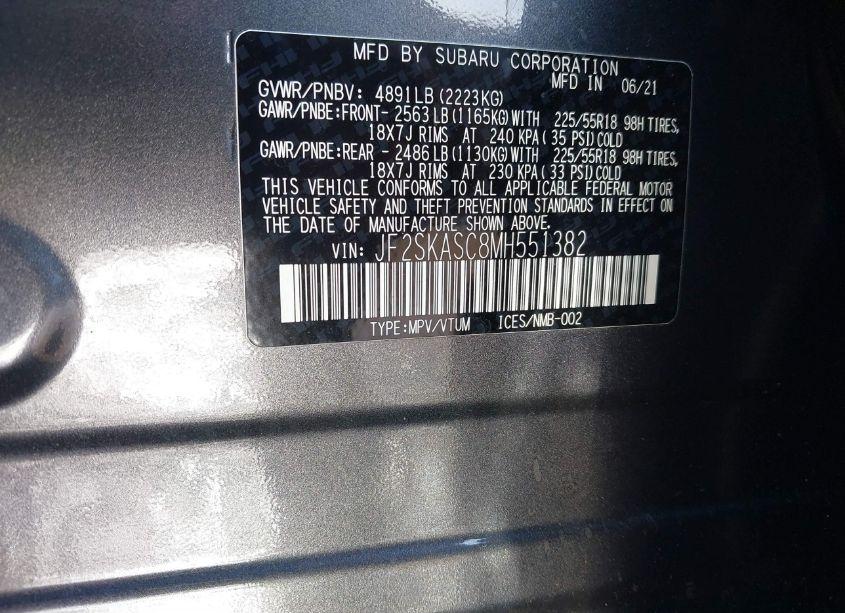 MFD BY SUBARU CORPORATION
MFD IN 06/21
GVWR/PNBV: 4891LB (2223KG)
GAWR/PNBE:FRONT- 2563LB (1165KG) WITH 225/55R18 98H TIRES,
18X7J RIMS AT 240 KPA ( 35 PSI) COLD
GAWR/PNBE:REAR - 2486LB (1130KG) WITH 225/55R18 98H TIRES,
18X7J RIMS AT 230 KPA ( 33 PSI) COLD
THIS VEHICLE CONFORMS TO ALL APPLICABLE FEDERAL MOTOR
VEHICLE SAFETY AND THEFT PREVENTION STANDARDS IN EFFECT ON
THE DATE OF MANUFACTURE SHOWN ABOVE.
VIN: JF2SKASC8MH551382
TYPE:MPV/VTUM ICES/NMB-002